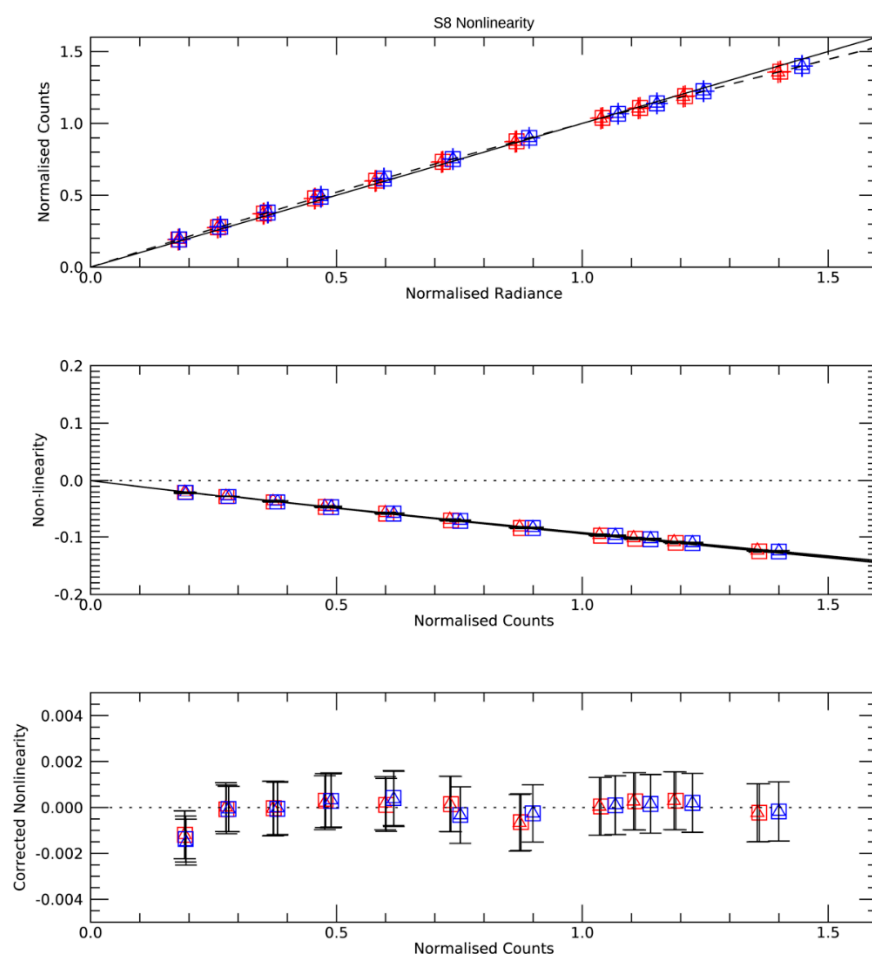 S8 Nonlinearity
Normalised Counts
1.5
1.0
0.5
0.0
0.0 0.5 1.0 1.5
Normalised Radiance
Non-linearity
0.2
0.1
0.0
-0.1
-0.2
0.0 0.5 1.0 1.5
Normalised Counts
Corrected Nonlinearity
0.004
0.002
0.000
-0.002
-0.004
0.0 0.5 1.0 1.5
Normalised Counts